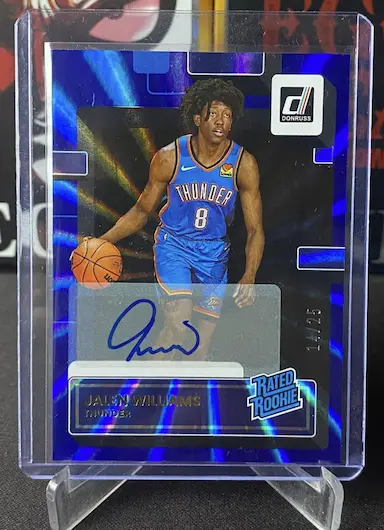 DONRUSS
THUNDER
8
14/25
JALEN WILLIAMS
THUNDER
RATED
ROOKIE